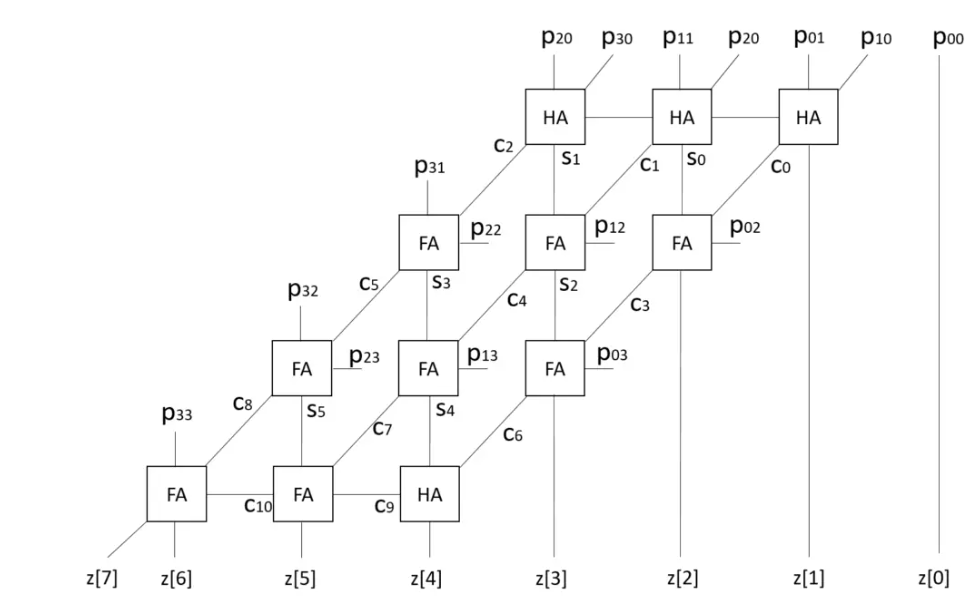 p20 p30 p11 p20 p01 p10 p00
HA HA HA
c2 s1 c1 s0 c0
p31
FA p22 FA p12 FA p02
c5 s3 c4 s2 c3
p32
FA p23 FA p13 FA p03
c8 s5 c7 s4 c6
p33
FA c10 FA c9 HA
z[7] z[6] z[5] z[4] z[3] z[2] z[1] z[0]